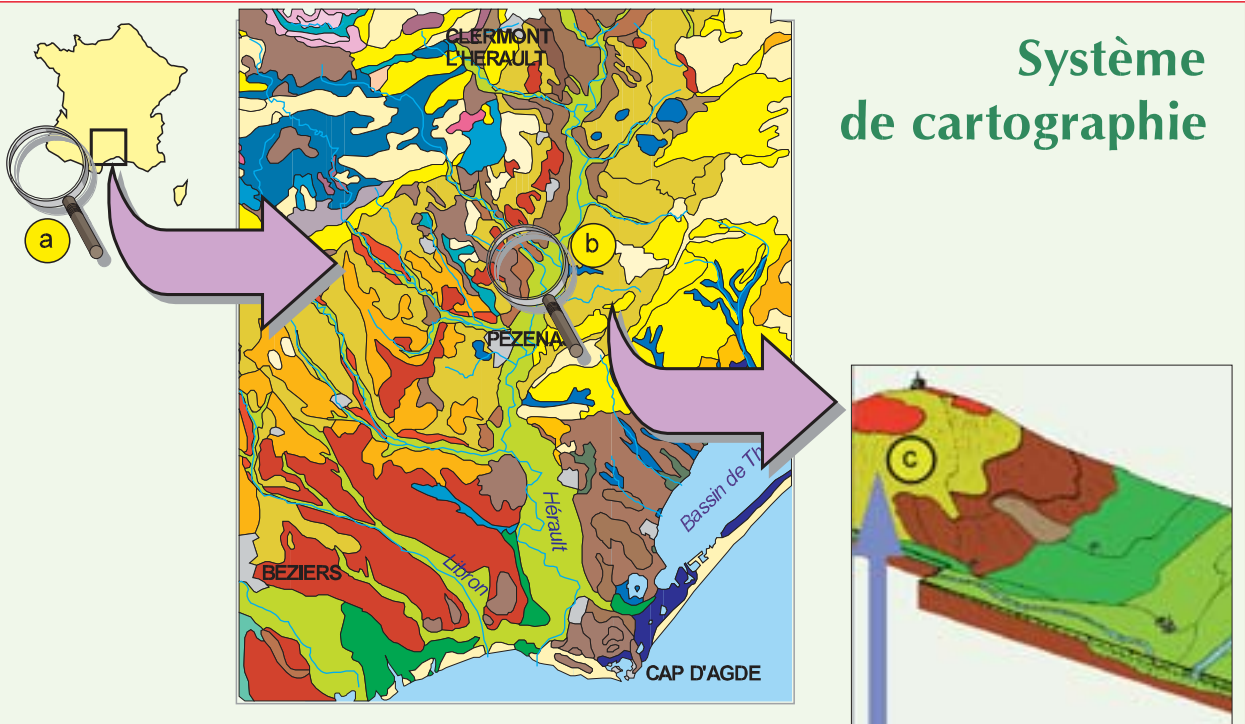 Système
de cartographie
CLERMONT
L'HERAULT
a
b
PEZENA
c
Bassin de Th
Hérault
Libron
BEZIERS
CAP D'AGDE